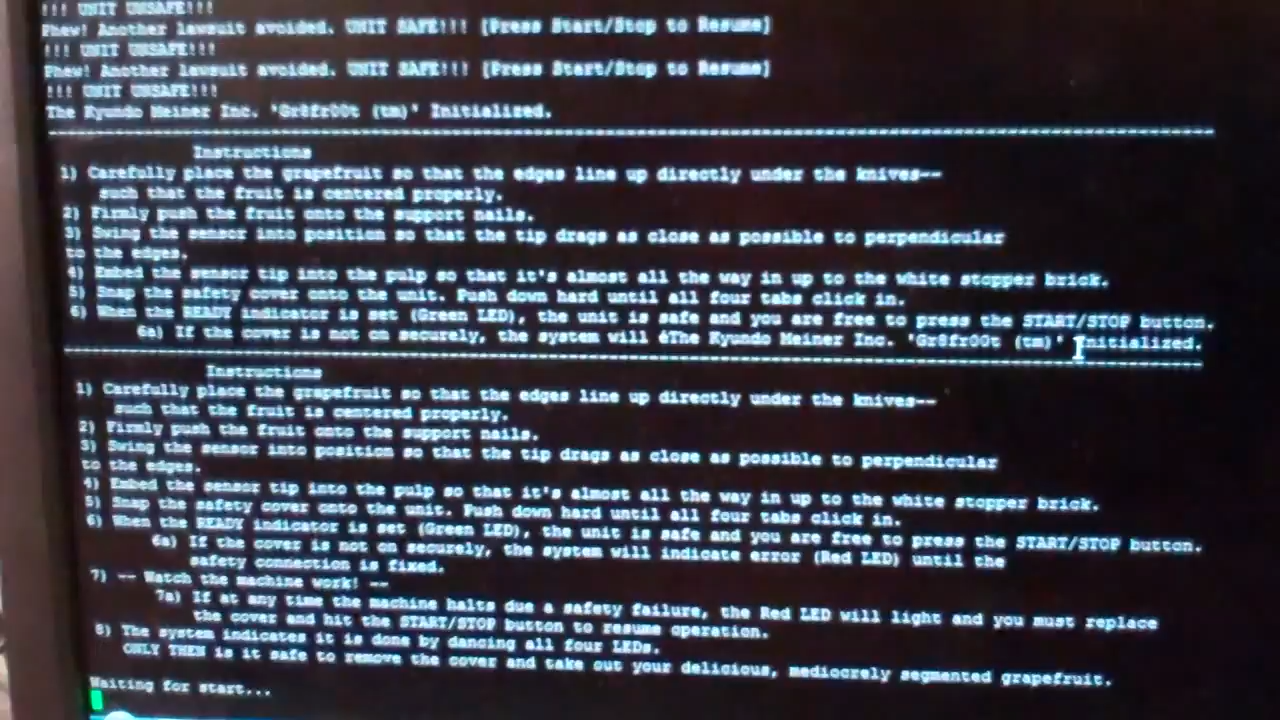 !!! UNIT UNSAFE!!!
Phew! Another lawsuit avoided. UNIT SAFE!!! [Press Start/Stop to Resume]
!!! UNIT UNSAFE!!!
Phew! Another lawsuit avoided. UNIT SAFE!!! [Press Start/Stop to Resume]
!!! UNIT UNSAFE!!!
The Kyundo Meiner Inc. 'Gr8fr00t (tm)' Initialized.
Instructions
1) Carefully place the grapefruit so that the edges line up directly under the knives--
such that the fruit is centered properly.
2) Firmly push the fruit onto the support nails.
3) Swing the sensor into position so that the tip drags as close as possible to perpendicular
to the edges.
4) Embed the sensor tip into the pulp so that it's almost all the way in up to the white stopper brick.
5) Snap the safety cover onto the unit. Push down hard until all four tabs click in.
6) When the READY indicator is set (Green LED), the unit is safe and you are free to press the START/STOP button.
6a) If the cover is not on securely, the system will éThe Kyundo Meiner Inc. 'Gr8fr00t (tm)' Initialized.
Instructions
1) Carefully place the grapefruit so that the edges line up directly under the knives--
such that the fruit is centered properly.
2) Firmly push the fruit onto the support nails.
3) Swing the sensor into position so that the tip drags as close as possible to perpendicular
to the edges.
4) Embed the sensor tip into the pulp so that it's almost all the way in up to the white stopper brick.
5) Snap the safety cover onto the unit. Push down hard until all four tabs click in.
6) When the READY indicator is set (Green LED), the unit is safe and you are free to press the START/STOP button.
6a) If the cover is not on securely, the system will indicate error (Red LED) until the
safety connection is fixed.
7) -- Watch the machine work! --
7a) If at any time the machine halts due a safety failure, the Red LED will light and you must replace
the cover and hit the START/STOP button to resume operation.
8) The system indicates it is done by dancing all four LEDs.
ONLY THEN is it safe to remove the cover and take out your delicious, mediocrely segmented grapefruit.
Waiting for start...